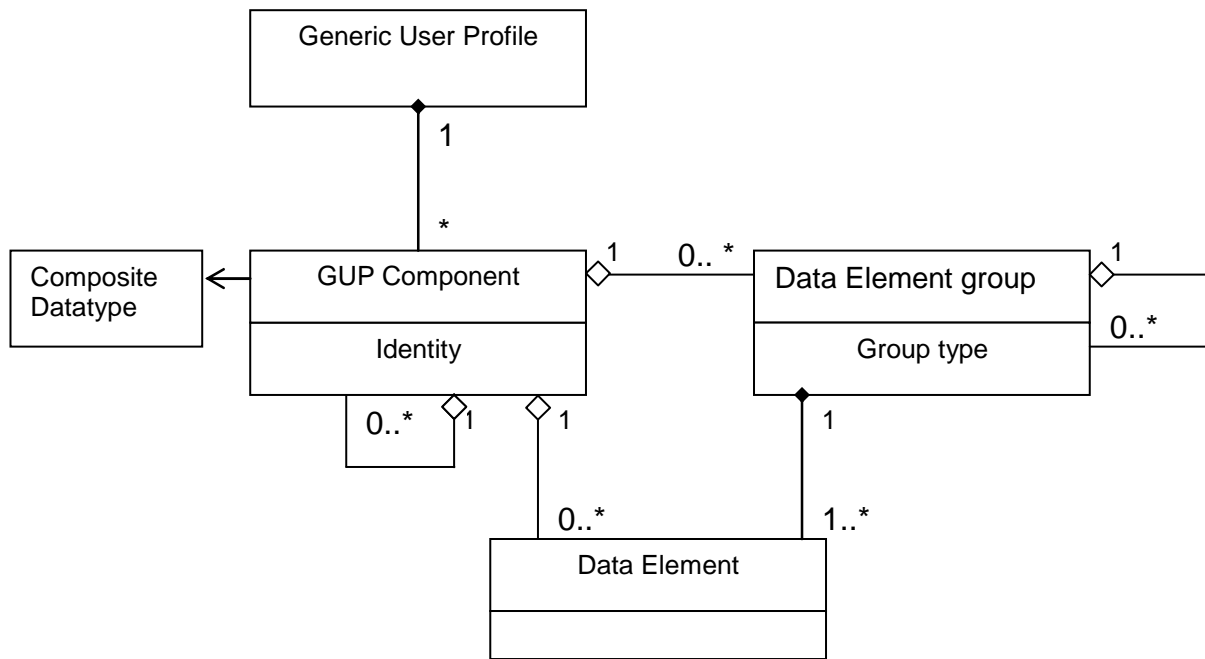 Generic User Profile
1
*
Composite
Datatype
GUP Component
1
0.. *
Data Element group
1
Identity
Group type
0..*
0..*
1
1
1
0..*
1..*
Data Element